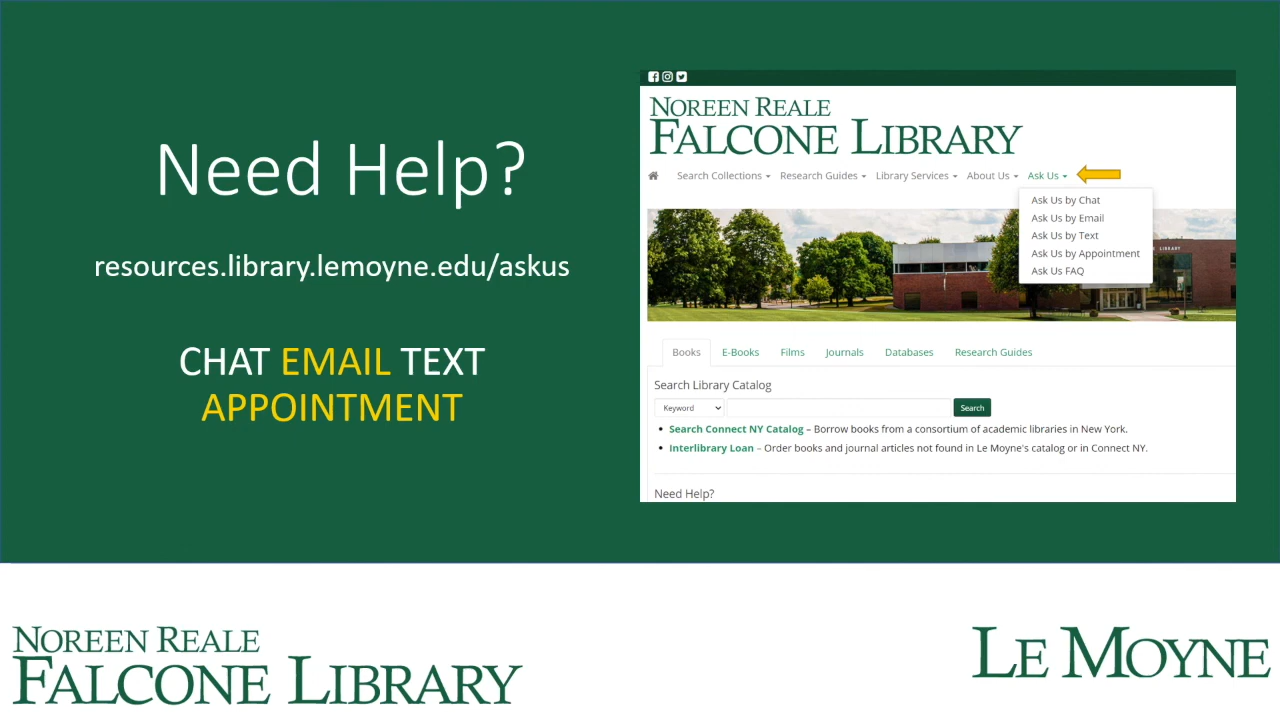 Need Help?
resources.library.lemoyne.edu/askus
CHAT EMAIL TEXT
APPOINTMENT
NOREEN REALE
FALCONE LIBRARY
Search Collections Research Guides Library Services About Us Ask Us
Ask Us by Chat
Ask Us by Email
Ask Us by Text
Ask Us by Appointment
Ask Us FAQ
LIBRARY
Books E-Books Films Journals Databases Research Guides
Search Library Catalog
Keyword Search
• Search Connect NY Catalog – Borrow books from a consortium of academic libraries in New York.
• Interlibrary Loan – Order books and journal articles not found in Le Moyne's catalog or in Connect NY.
Need Help?
NOREEN REALE
FALCONE LIBRARY
LE MOYNE